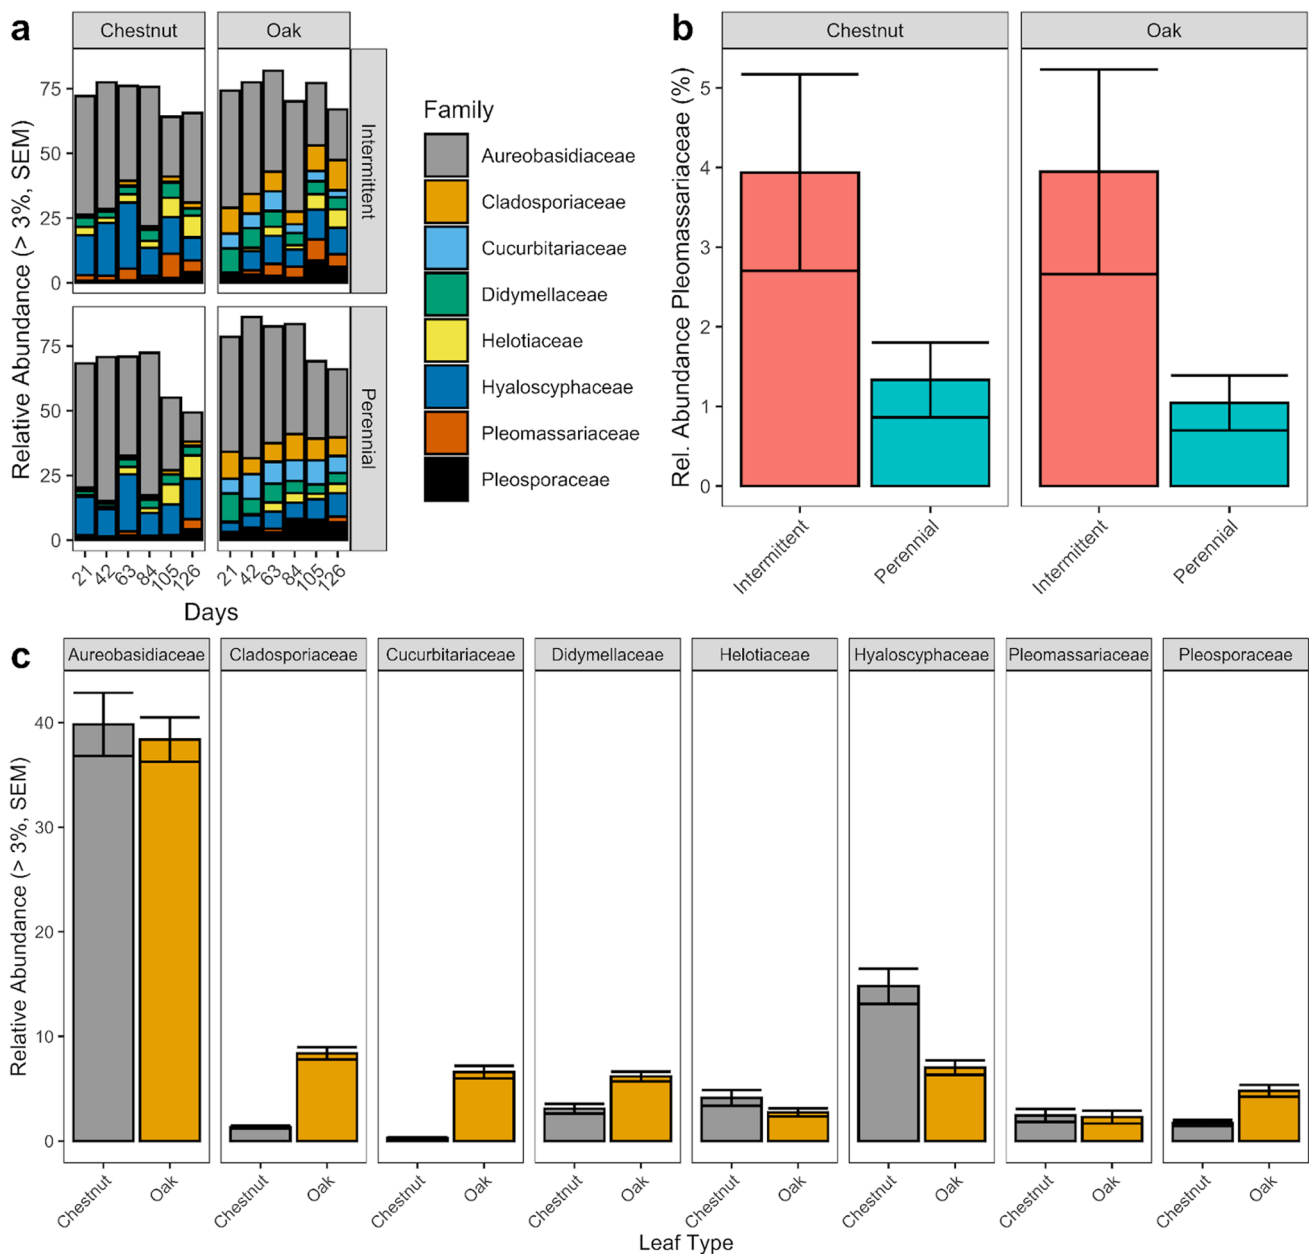 a
Chestnut
Oak
Relative Abundance (> 3%, SEM)
75
50
25
0
Intermittent
75
50
25
0
Perennial
21
42
63
84
105
126
21
42
63
84
105
126
Days
Family
Aureobasidiaceae
Cladosporiaceae
Cucurbitariaceae
Didymellaceae
Helotiaceae
Hyaloscyphaceae
Pleomassariaceae
Pleosporaceae
b
Chestnut
Oak
Rel. Abundance Pleomassariaceae (%)
5
4
3
2
1
0
Intermittent
Perennial
Intermittent
Perennial
c
Aureobasidiaceae
Cladosporiaceae
Cucurbitariaceae
Didymellaceae
Helotiaceae
Hyaloscyphaceae
Pleomassariaceae
Pleosporaceae
Relative Abundance (> 3%, SEM)
40
30
20
10
0
Chestnut
Oak
Chestnut
Oak
Chestnut
Oak
Chestnut
Oak
Chestnut
Oak
Chestnut
Oak
Chestnut
Oak
Chestnut
Oak
Leaf Type